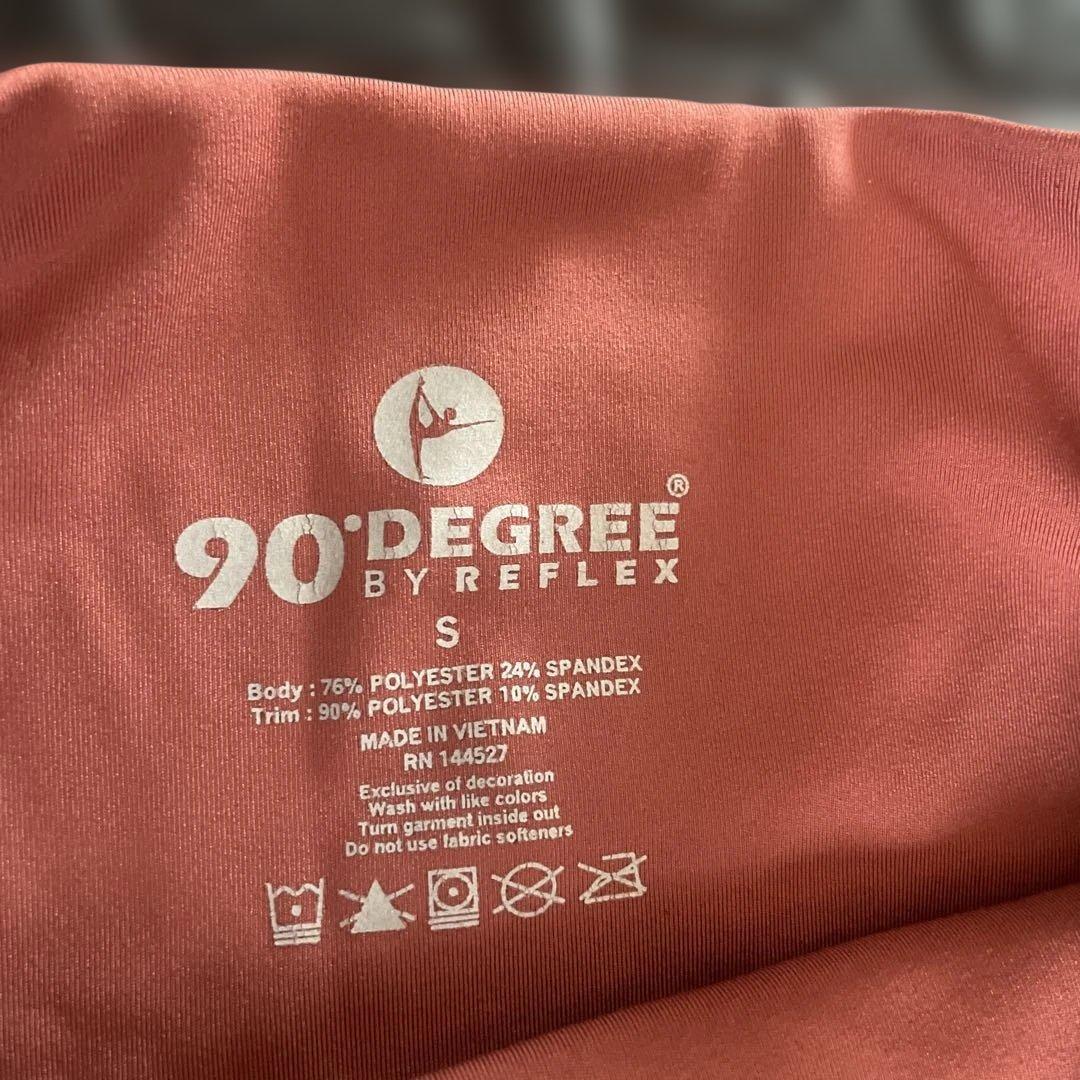 90°DEGREE®
BY REFLEX
S
Body : 76% POLYESTER 24% SPANDEX
Trim : 90% POLYESTER 10% SPANDEX
MADE IN VIETNAM
RN 144527
Exclusive of decoration
Wash with like colors
Turn garment inside out
Do not use fabric softeners